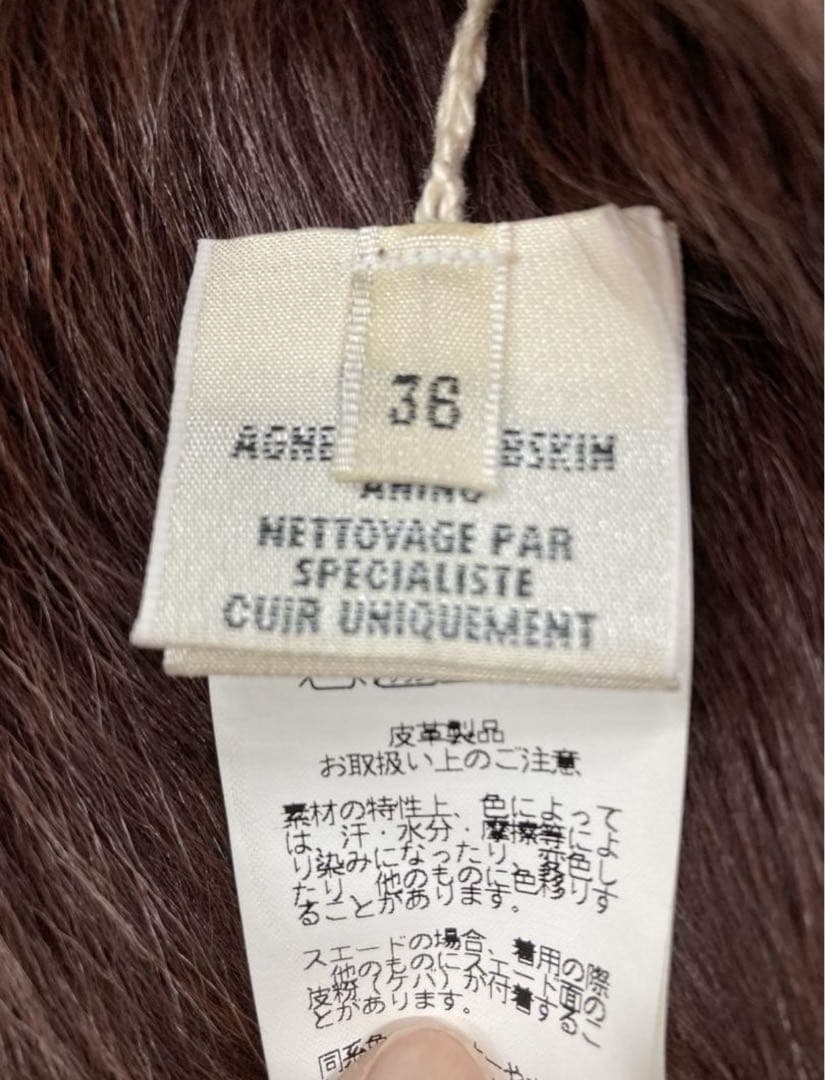 36
AGNE BSKIN
NETTOYAGE PAR
SPECIALISTE
CUIR UNIQUEMENT
皮革製品
お取扱い上のご注意
素材の特性上、色によって
は、汗・水分・摩擦等によ
り染みになったり、変色し
たり、他のものに色移りす
ることがあります。
スエードの場合、着用の際のこ
他のものにスエード面の
皮粉(ケバ)が付着する
とがあります。
同系色